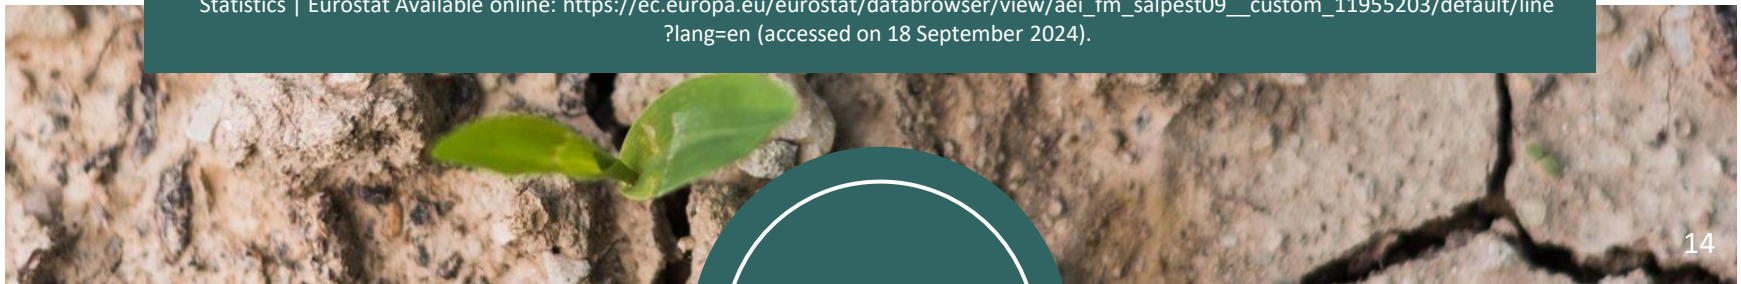 Statistics | Eurostat Available online: https://ec.europa.eu/eurostat/databrowser/view/aei_fm_salpest09__custom_11955203/default/line
?lang=en (accessed on 18 September 2024).
14